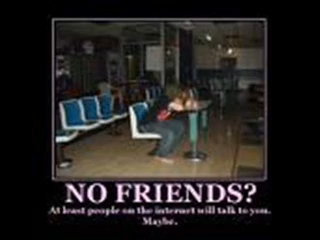 NO FRIENDS?
At least people on the internet will talk to you.
Maybe.